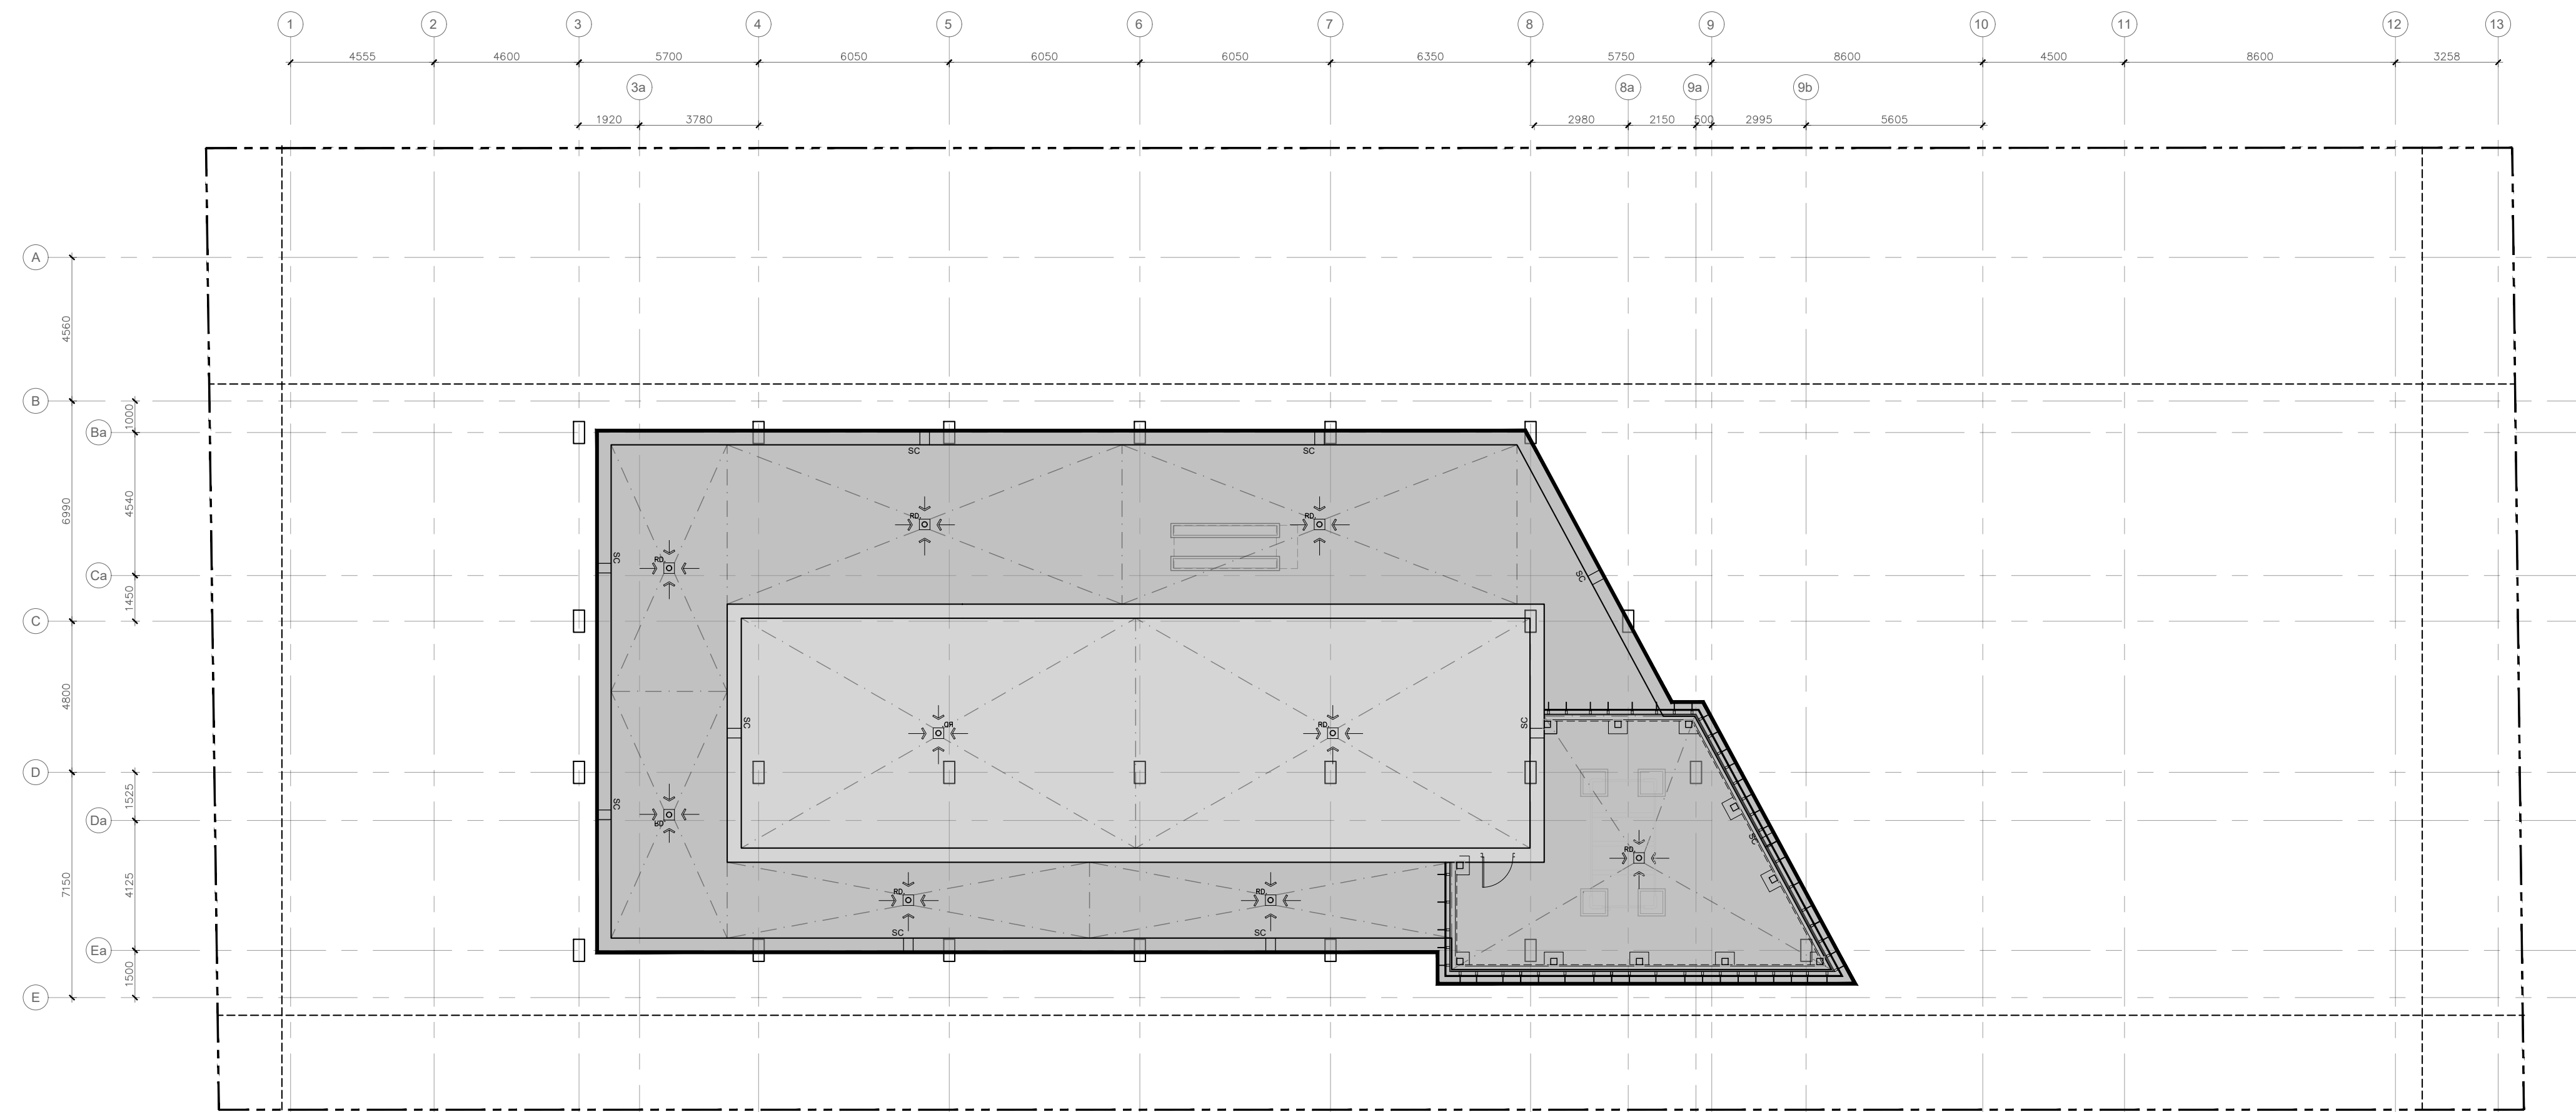 1 2 3 4 5 6 7 8 9 10 11 12 13
4555 4600 5700 6050 6050 6050 6350 5750 8600 4500 8600 3258
3a 8a 9a 9b
1920 3780 2980 2150 500 2995 5605
A
4560
B
1000
Ba
SC SC
6990
4540
RD. RD.
SC
RD.
Ca
SC
1450
C
4800
SC RD. RD. SC
D
1525
SC
Da
RD.
SC
RD.
7150
4125
RD. RD.
SC SC
Ea
1500
E